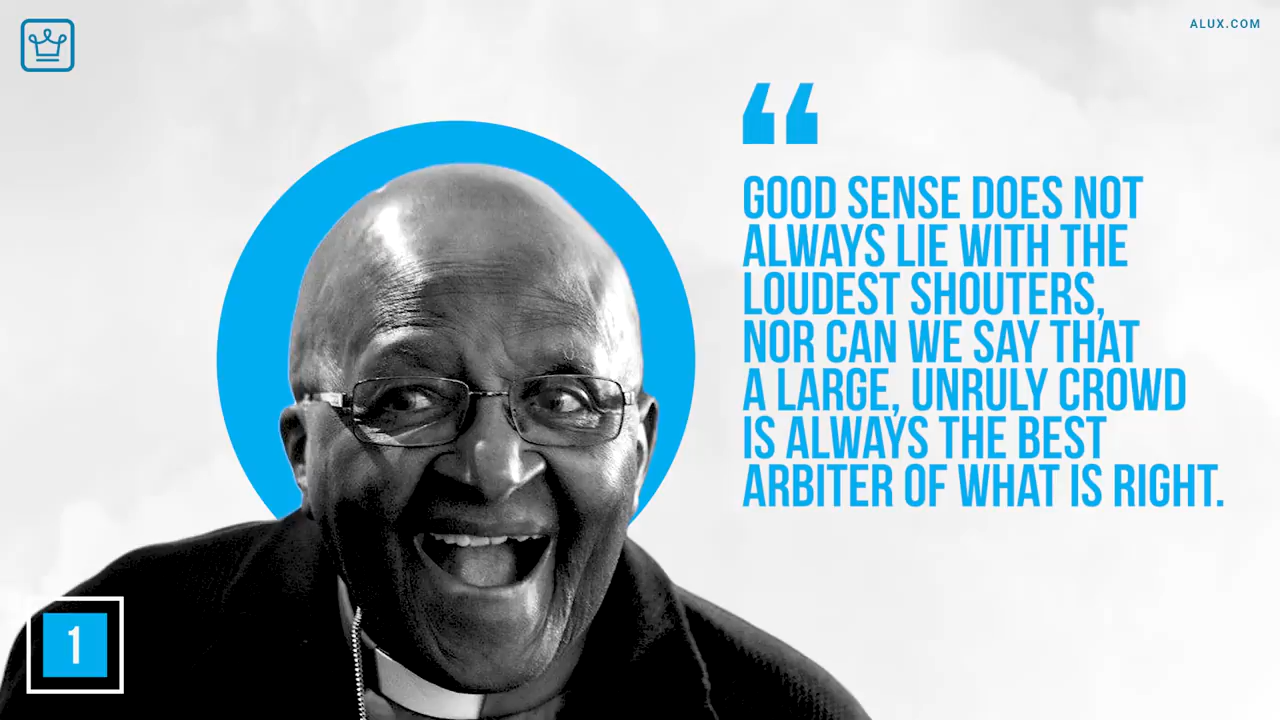 ALUX.COM
“
GOOD SENSE DOES NOT
ALWAYS LIE WITH THE
LOUDEST SHOUTERS,
NOR CAN WE SAY THAT
A LARGE, UNRULY CROWD
IS ALWAYS THE BEST
ARBITER OF WHAT IS RIGHT.
1